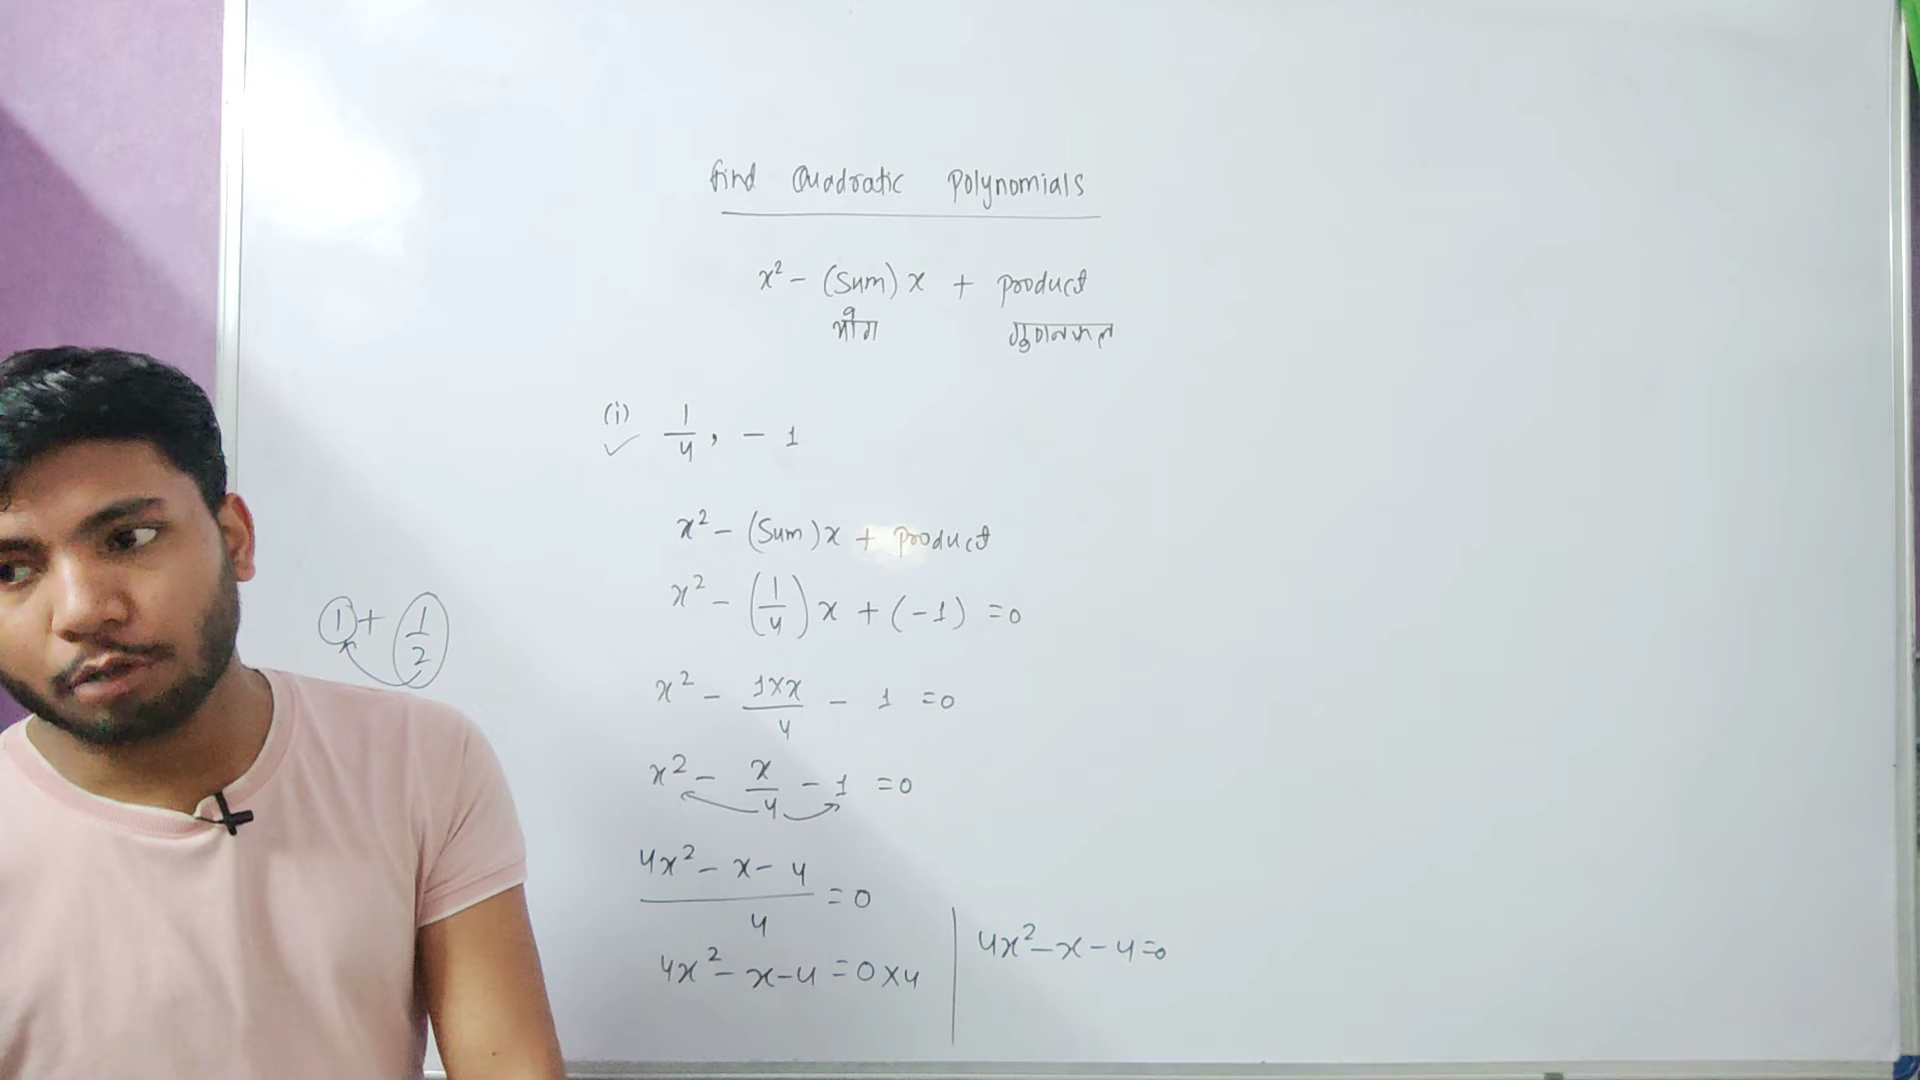 find Quadratic Polynomials
x² - (Sum) x + product
योग गुणनफल
(i) 1/4, - 1
x² - (Sum) x + product
x² - (1/4) x + (-1) = 0
1 + 1/2
x² - 1×x/4 - 1 = 0
x² - x/4 - 1 = 0
4x² - x - 4 / 4 = 0
4x² - x - 4 = 0
4x² - x - 4 = 0 × 4